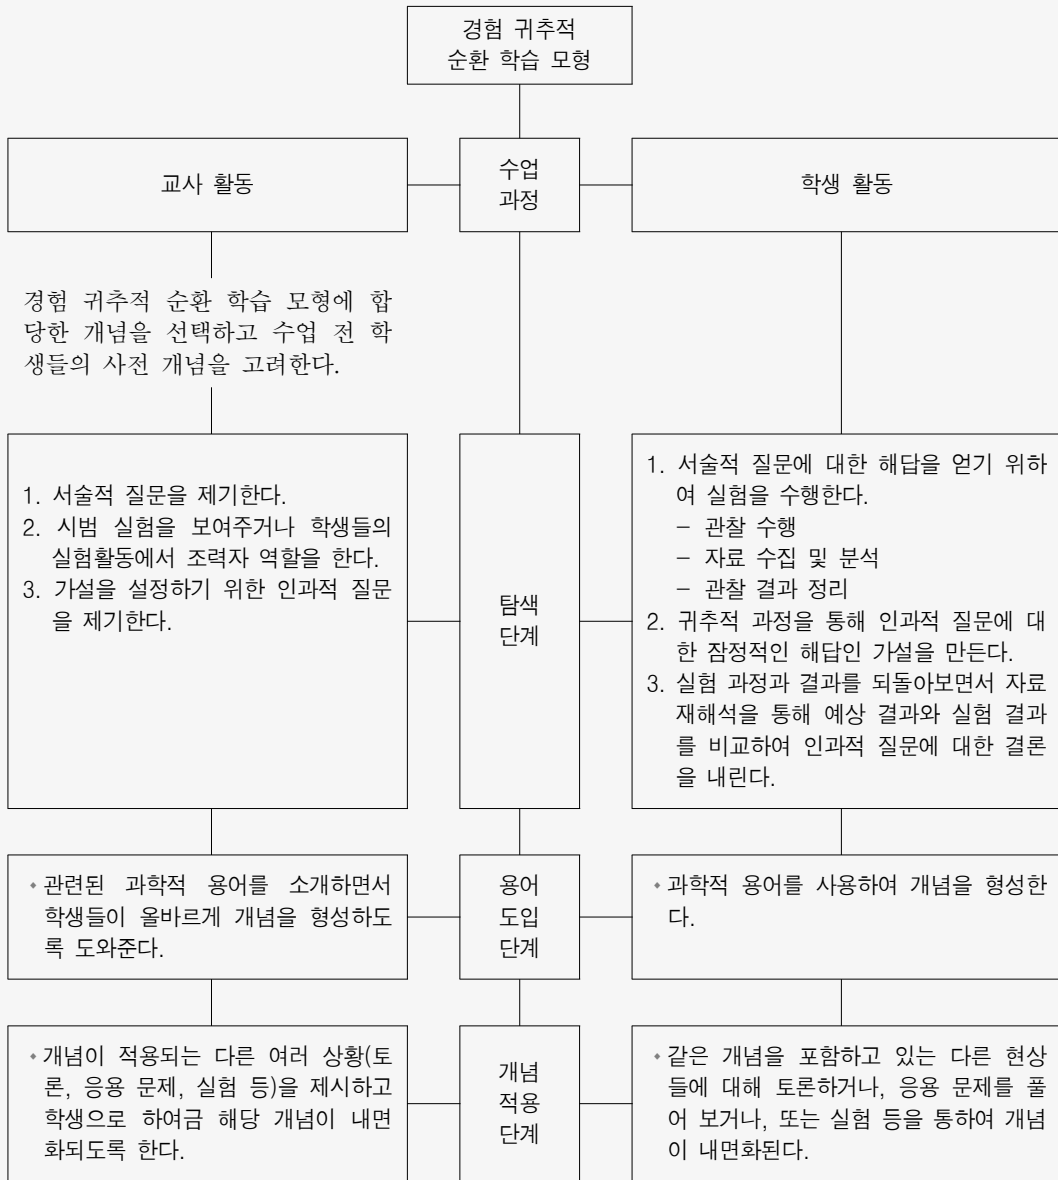 경험 귀추적
순환 학습 모형
교사 활동
수업
과정
학생 활동
경험 귀추적 순환 학습 모형에 합
당한 개념을 선택하고 수업 전 학
생들의 사전 개념을 고려한다.
1. 서술적 질문을 제기한다.
2. 시범 실험을 보여주거나 학생들의
실험활동에서 조력자 역할을 한다.
3. 가설을 설정하기 위한 인과적 질문
을 제기한다.
탐색
단계
1. 서술적 질문에 대한 해답을 얻기 위하
여 실험을 수행한다.
- 관찰 수행
- 자료 수집 및 분석
- 관찰 결과 정리
2. 귀추적 과정을 통해 인과적 질문에 대
한 잠정적인 해답인 가설을 만든다.
3. 실험 과정과 결과를 되돌아보면서 자료
재해석을 통해 예상 결과와 실험 결과
를 비교하여 인과적 질문에 대한 결론
을 내린다.
• 관련된 과학적 용어를 소개하면서
학생들이 올바르게 개념을 형성하도
록 도와준다.
용어
도입
단계
• 과학적 용어를 사용하여 개념을 형성한
다.
• 개념이 적용되는 다른 여러 상황(토
론, 응용 문제, 실험 등)을 제시하고
학생으로 하여금 해당 개념이 내면
화되도록 한다.
개념
적용
단계
• 같은 개념을 포함하고 있는 다른 현상
들에 대해 토론하거나, 응용 문제를 풀
어 보거나, 또는 실험 등을 통하여 개념
이 내면화된다.